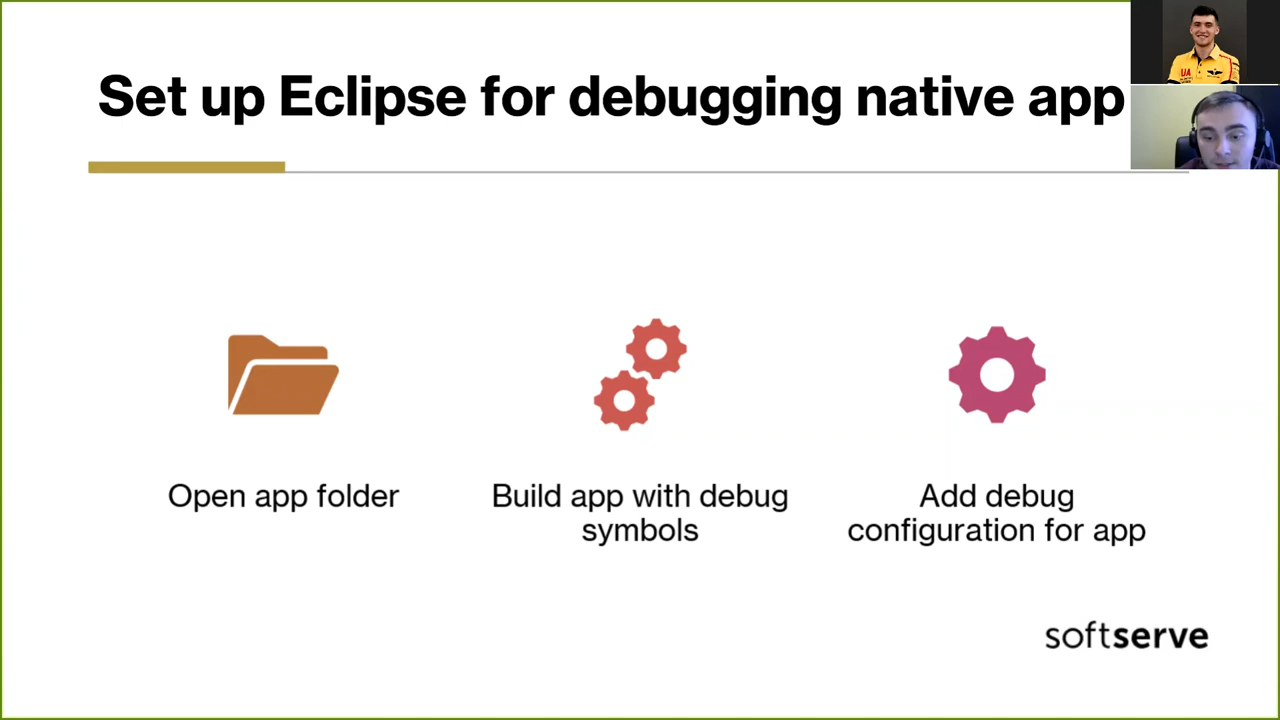 Set up Eclipse for debugging native app
UA
Open app folder
Build app with debug
symbols
Add debug
configuration for app
softserve